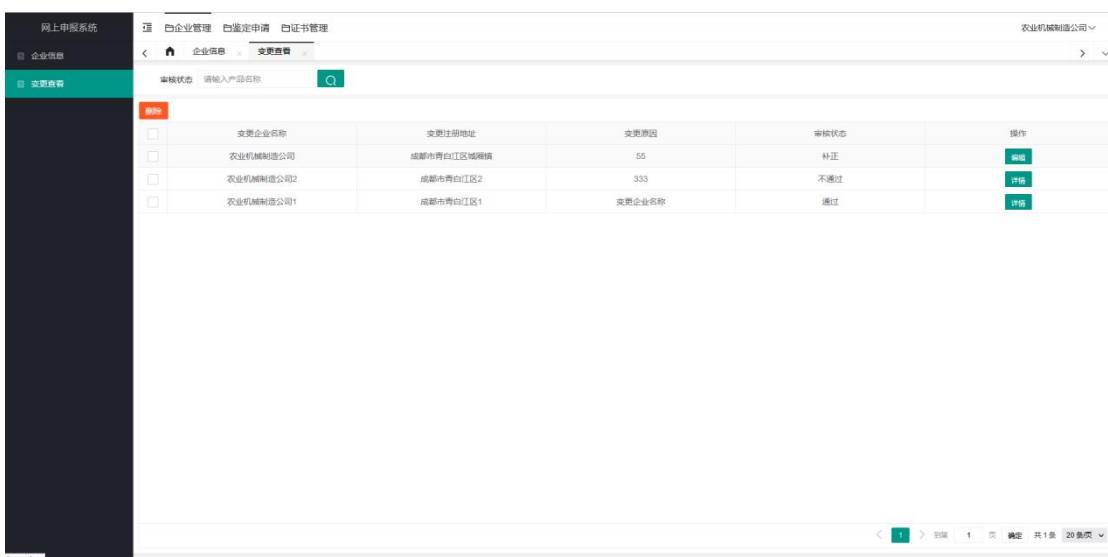 网上申报系统 企业管理 鉴定申请 证书管理 农业机械制造公司
企业信息 企业信息 变更查看
变更查看 审核状态 请输入产品名称
删除
变更企业名称 变更注册地址 变更原因 审核状态 操作
农业机械制造公司 成都市青白江区城厢镇 55 补正 编辑
农业机械制造公司2 成都市青白江区2 333 不通过 详情
农业机械制造公司1 成都市青白江区1 变更企业名称 通过 详情
1 到第 1 页 确定 共1条 20条/页